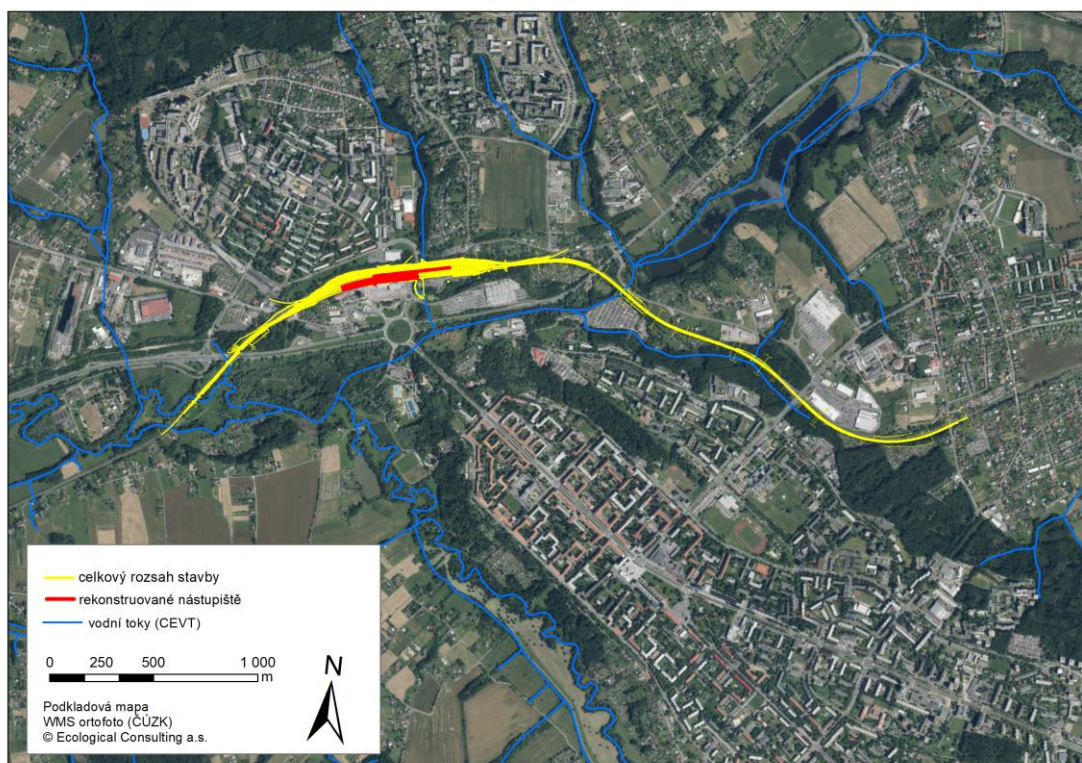 celkový rozsah stavby
rekonstruované nástupiště
vodní toky (CEVT)
0 250 500 1 000
m
N
Podkladová mapa
WMS ortofoto (ČÚZK)
© Ecological Consulting a.s.